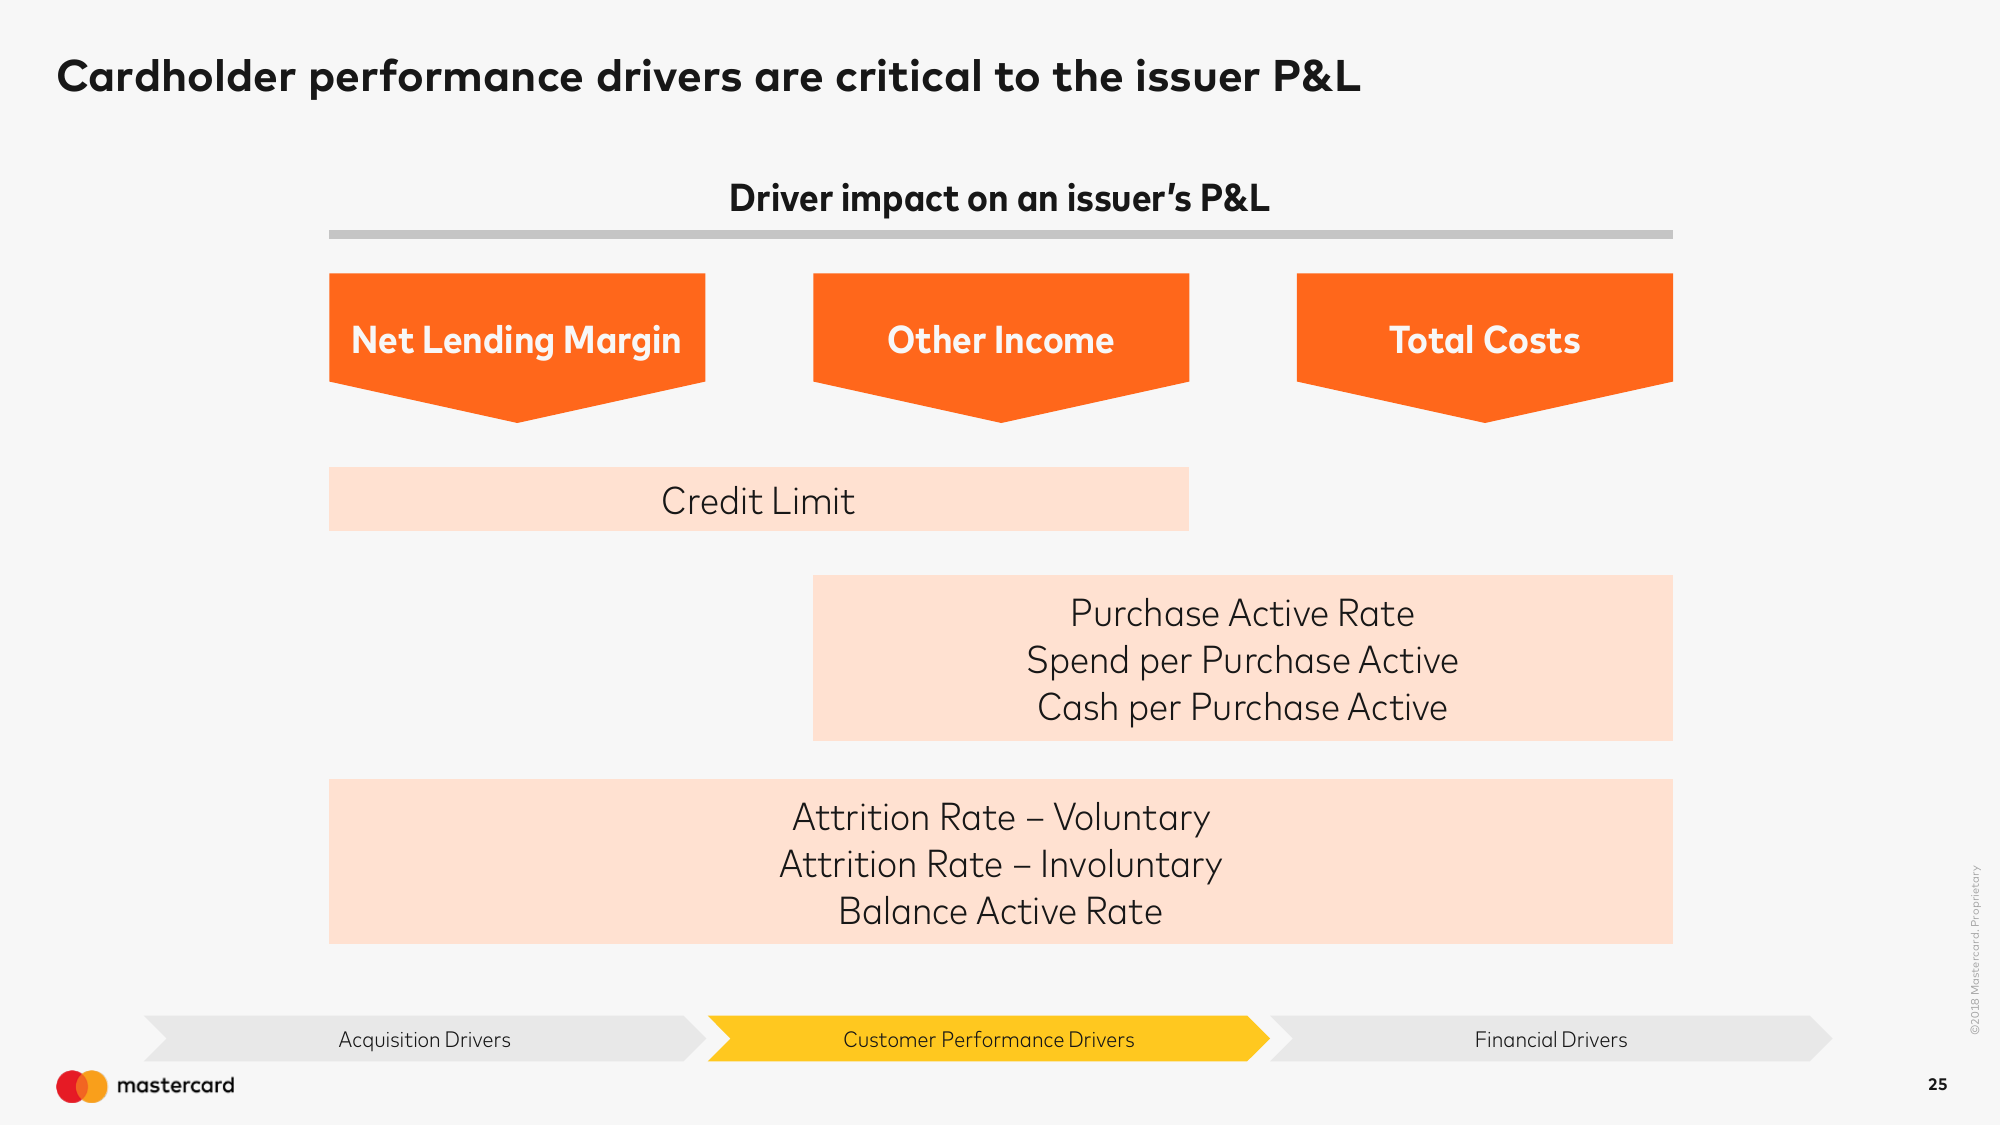 Cardholder performance drivers are critical to the issuer P&L
Driver impact on an issuer’s P&L
Net Lending Margin
Other Income
Total Costs
Credit Limit
Purchase Active Rate
Spend per Purchase Active
Cash per Purchase Active
Attrition Rate – Voluntary
Attrition Rate – Involuntary
Balance Active Rate
Acquisition Drivers
Customer Performance Drivers
Financial Drivers
mastercard
©2018 Mastercard. Proprietary
25